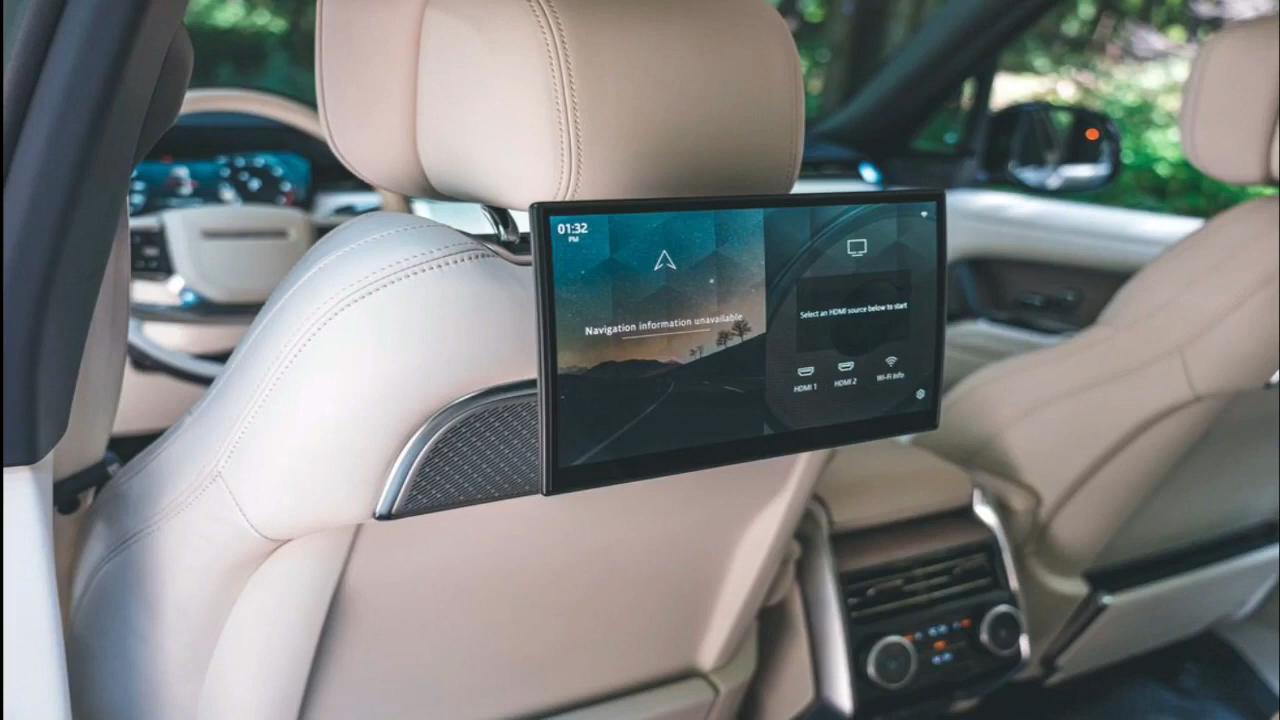 01:32
PM
Navigation information unavailable
Select an HDMI source below to start
HDMI 1
HDMI 2
Wi-Fi Info